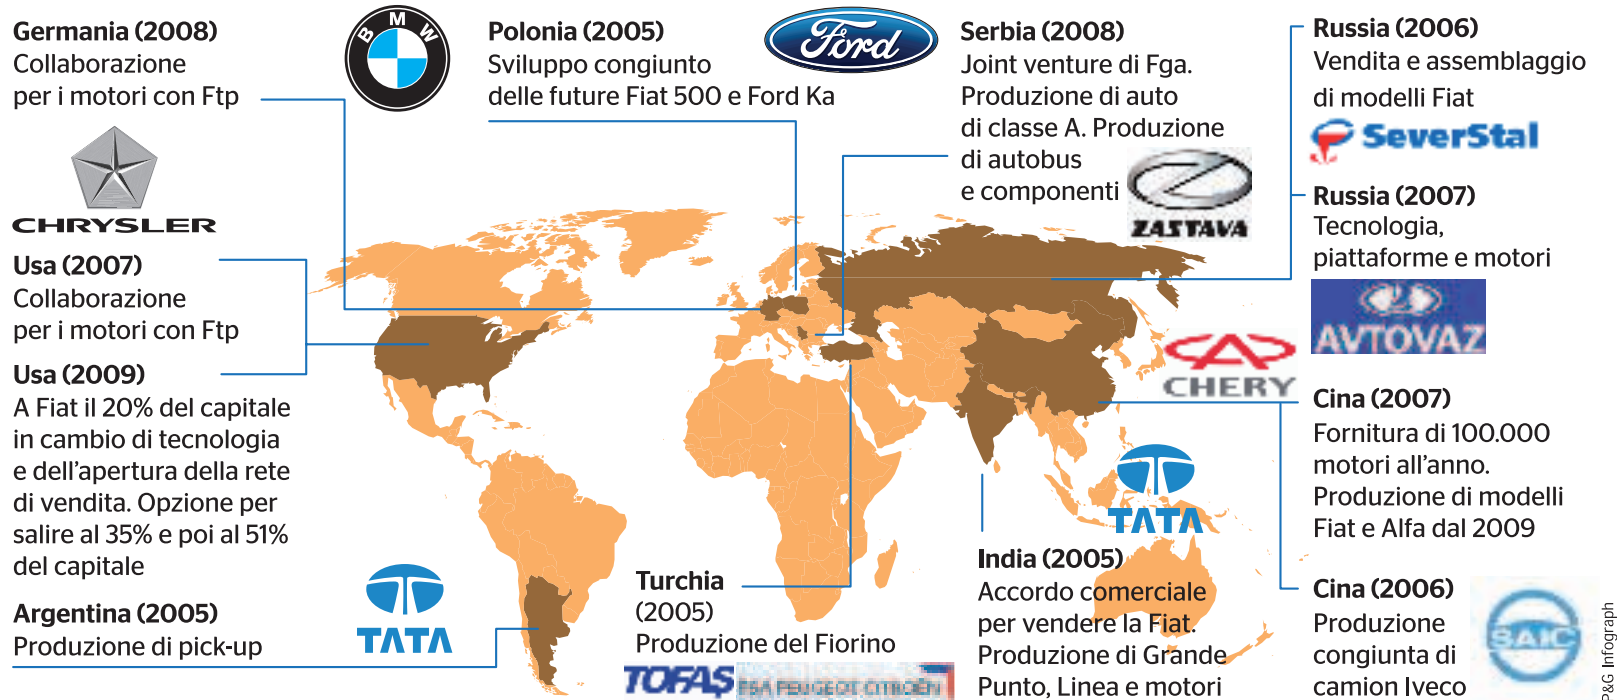 Germania (2008)
Collaborazione
per i motori con Ftp
BMW
Polonia (2005)
Sviluppo congiunto
delle future Fiat 500 e Ford Ka
Ford
Serbia (2008)
Joint venture di Fga.
Produzione di auto
di classe A. Produzione
di autobus
e componenti
ZASTAVA
Russia (2006)
Vendita e assemblaggio
di modelli Fiat
SeverStal
Russia (2007)
Tecnologia,
piattaforme e motori
AVTOVAZ
CHRYSLER
Usa (2007)
Collaborazione
per i motori con Ftp
Usa (2009)
A Fiat il 20% del capitale
in cambio di tecnologia
e dell'apertura della rete
di vendita. Opzione per
salire al 35% e poi al 51%
del capitale
Argentina (2005)
Produzione di pick-up
TATA
Turchia
(2005)
Produzione del Fiorino
TOFAŞ
PSA PEUGEOT CITROËN
TATA
India (2005)
Accordo comerciale
per vendere la Fiat.
Produzione di Grande
Punto, Linea e motori
CHERY
Cina (2007)
Fornitura di 100.000
motori all'anno.
Produzione di modelli
Fiat e Alfa dal 2009
Cina (2006)
Produzione
congiunta di
camion Iveco
SAIC
P&G Infograph